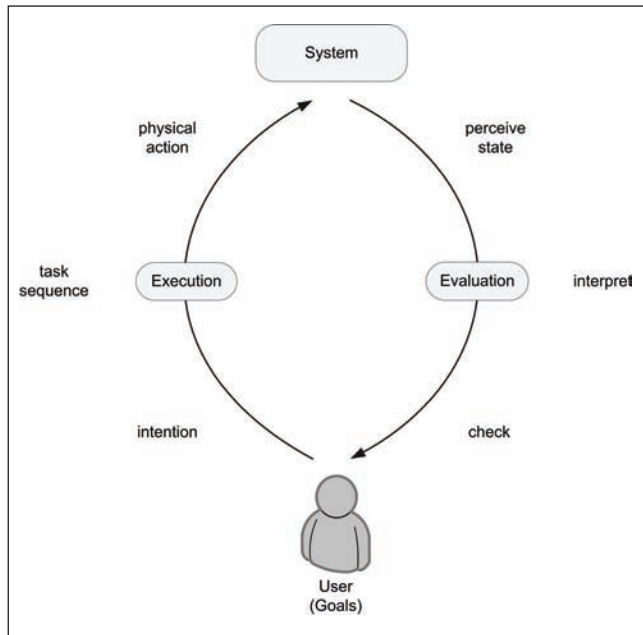 System
physical
action
perceive
state
task
sequence
Execution
Evaluation
interpret
intention
check
User
(Goals)